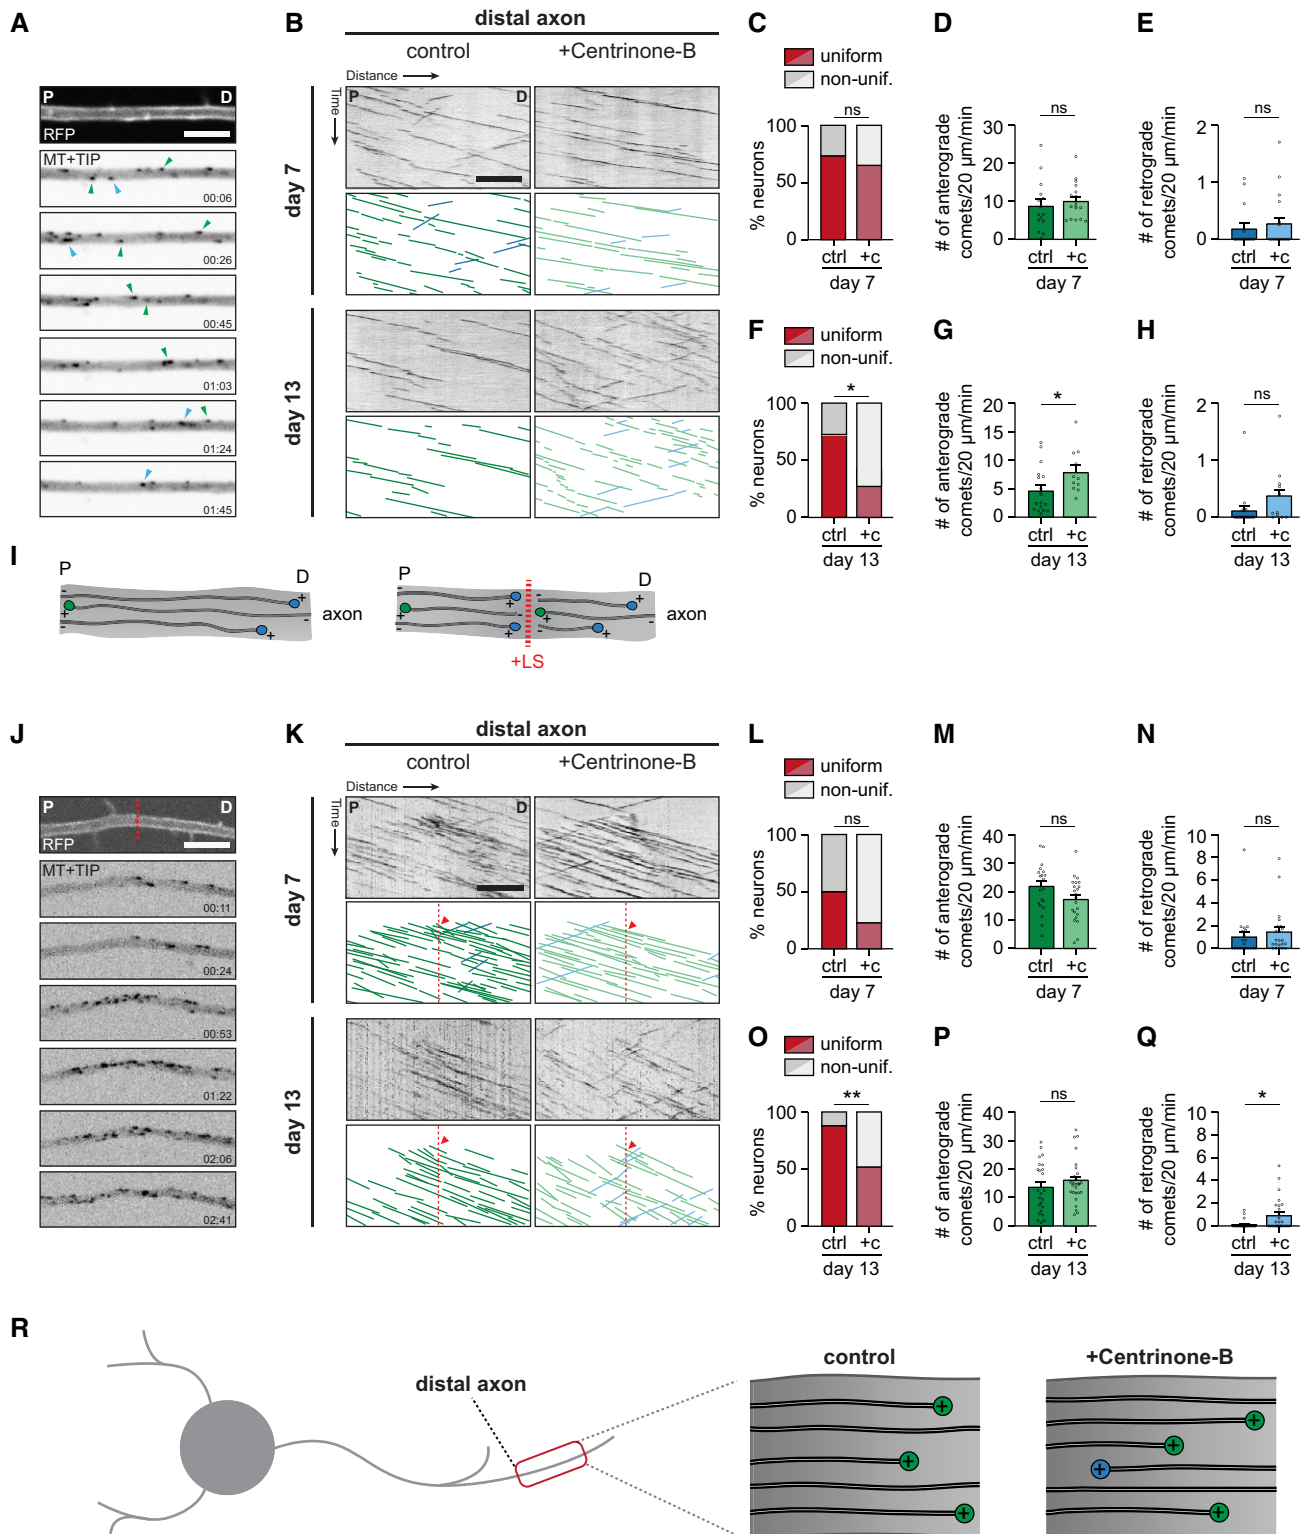 A
P D
RFP
MT+TIP
00:06
00:26
00:45
01:03
01:24
01:45
B
distal axon
control +Centrinone-B
Distance
Time
P D
day 7
day 13
C
uniform
non-unif.
ns
% neurons
100
50
0
ctrl +c
day 7
D
ns
# of anterograde
comets/20 µm/min
30
20
10
0
ctrl +c
day 7
E
ns
# of retrograde
comets/20 µm/min
2
1
0
ctrl +c
day 7
F
uniform
non-unif.
*
% neurons
100
50
0
ctrl +c
day 13
G
*
# of anterograde
comets/20 µm/min
20
15
10
5
0
ctrl +c
day 13
H
ns
# of retrograde
comets/20 µm/min
2
1
0
ctrl +c
day 13
I
P D
- + - + - +
axon
P D
- + - + - + - + - +
axon
+LS
J
P D
RFP
MT+TIP
00:11
00:24
00:53
01:22
02:06
02:41
K
distal axon
control +Centrinone-B
Distance
Time
P D
day 7
day 13
L
uniform
non-unif.
ns
% neurons
100
50
0
ctrl +c
day 7
M
ns
# of anterograde
comets/20 µm/min
40
30
20
10
0
ctrl +c
day 7
N
ns
# of retrograde
comets/20 µm/min
10
8
6
4
2
0
ctrl +c
day 7
O
uniform
non-unif.
**
% neurons
100
50
0
ctrl +c
day 13
P
ns
# of anterograde
comets/20 µm/min
40
30
20
10
0
ctrl +c
day 13
Q
*
# of retrograde
comets/20 µm/min
10
8
6
4
2
0
ctrl +c
day 13
R
distal axon
control
+ + +
+Centrinone-B
+ + + +